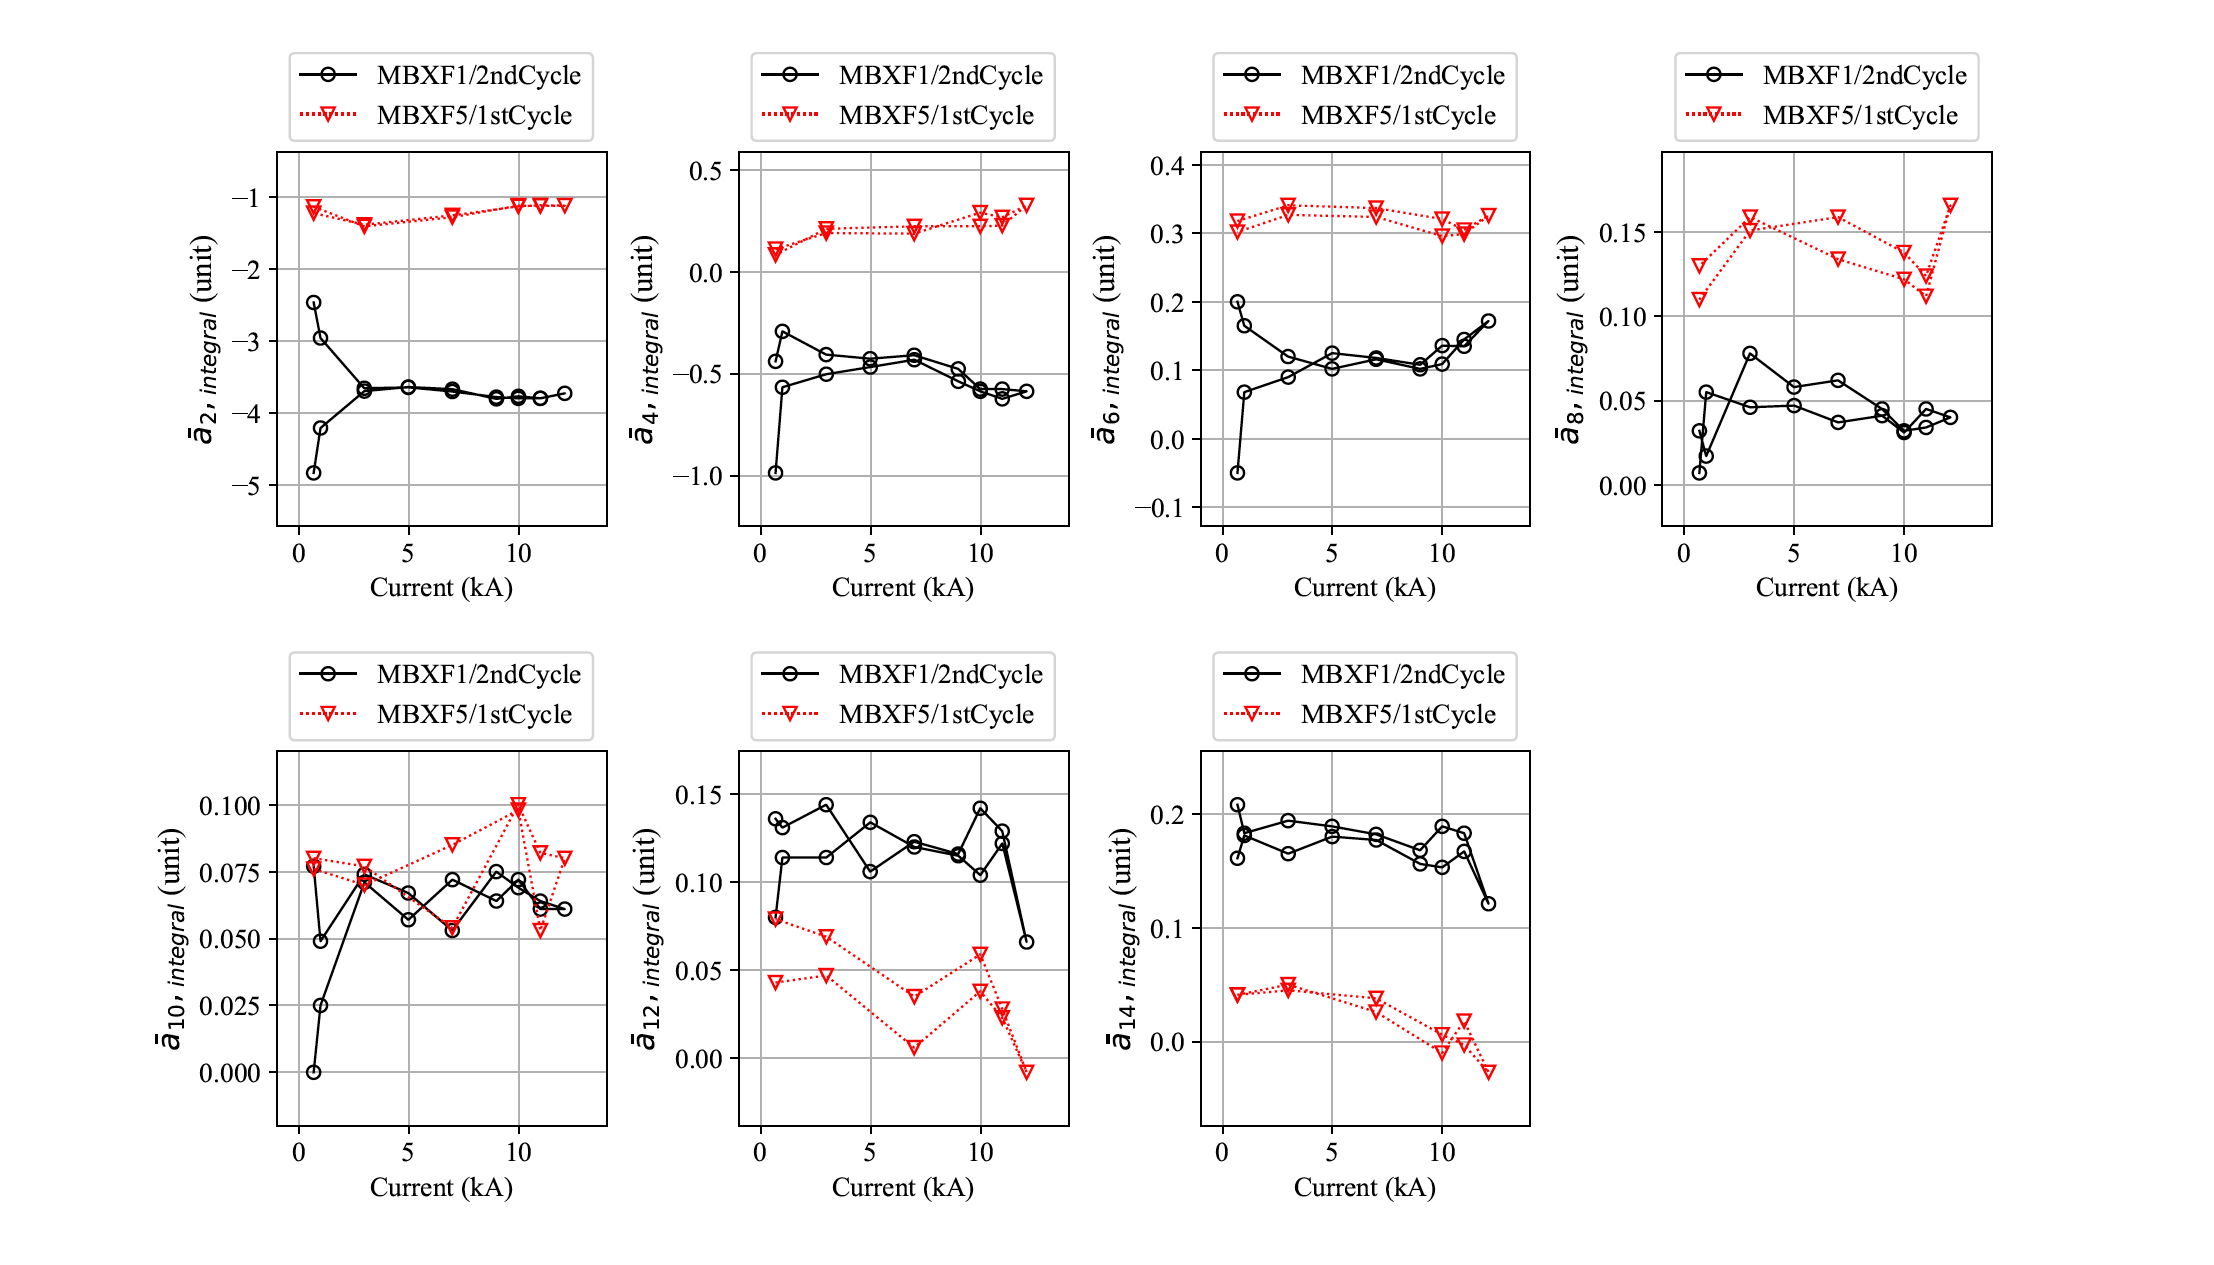 MBXF1/2ndCycle
MBXF5/1stCycle
−1
−2
−3
−4
−5
0 5 10
Current (kA)
ā2, integral (unit)
MBXF1/2ndCycle
MBXF5/1stCycle
0.5
0.0
−0.5
−1.0
0 5 10
Current (kA)
ā4, integral (unit)
MBXF1/2ndCycle
MBXF5/1stCycle
0.4
0.3
0.2
0.1
0.0
−0.1
0 5 10
Current (kA)
ā6, integral (unit)
MBXF1/2ndCycle
MBXF5/1stCycle
0.15
0.10
0.05
0.00
0 5 10
Current (kA)
ā8, integral (unit)
MBXF1/2ndCycle
MBXF5/1stCycle
0.100
0.075
0.050
0.025
0.000
0 5 10
Current (kA)
ā10, integral (unit)
MBXF1/2ndCycle
MBXF5/1stCycle
0.15
0.10
0.05
0.00
0 5 10
Current (kA)
ā12, integral (unit)
MBXF1/2ndCycle
MBXF5/1stCycle
0.2
0.1
0.0
0 5 10
Current (kA)
ā14, integral (unit)